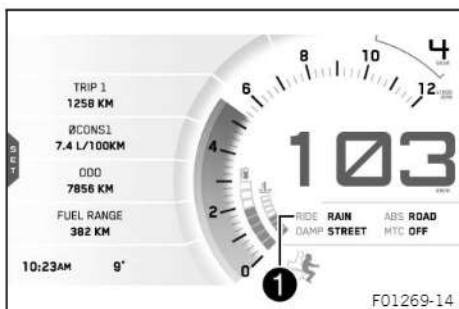 TRIP 1
1258 KM
ØCONS1
7.4 L/100KM
ODO
7856 KM
FUEL RANGE
382 KM
SET
10:23AM 9°
0
2
4
6
8
10
12
4
103
RIDE RAIN ABS ROAD
DAMP STREET MTC OFF
1
F01269-14